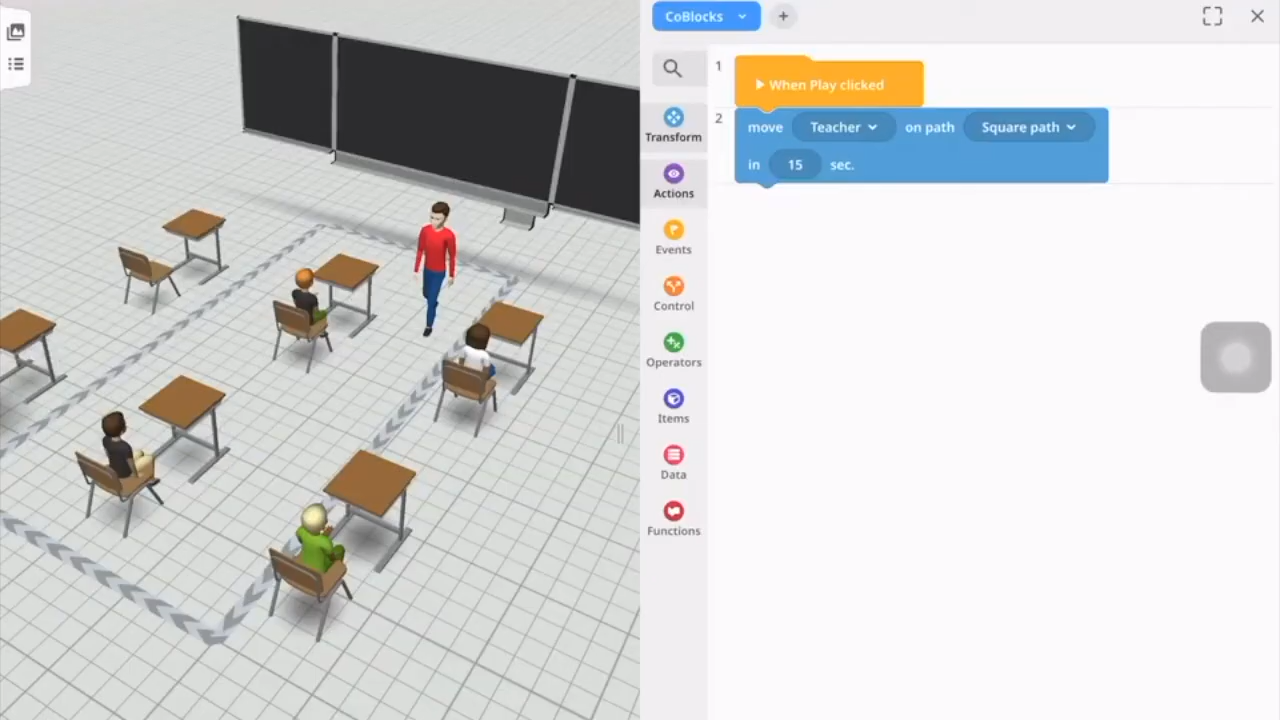 CoBlocks
+
1
When Play clicked
2
move Teacher on path Square path
in 15 sec.
Transform
Actions
Events
Control
Operators
Items
Data
Functions